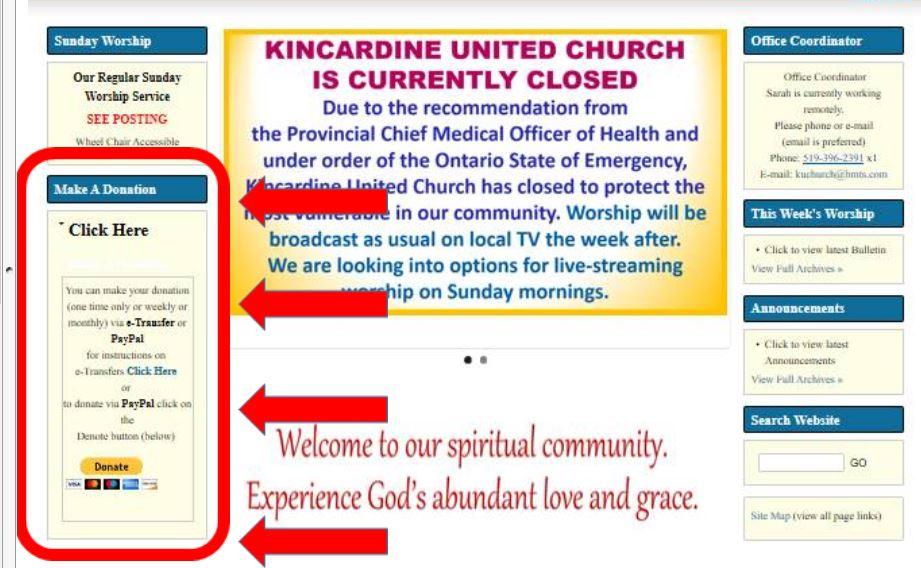 Sunday Worship
Our Regular Sunday
Worship Service
SEE POSTING
Wheel Chair Accessible
Make A Donation
Click Here
You can make your donation
(one time only or weekly or
monthly) via e-Transfer or
PayPal
for instructions on
e-Transfers Click Here
or
to donate via PayPal click on
the
Denote button (below)
Donate
VISA
KINCARDINE UNITED CHURCH
IS CURRENTLY CLOSED
Due to the recommendation from
the Provincial Chief Medical Officer of Health and
under order of the Ontario State of Emergency,
Kincardine United Church has closed to protect the
most vulnerable in our community. Worship will be
broadcast as usual on local TV the week after.
We are looking into options for live-streaming
worship on Sunday mornings.
Welcome to our spiritual community.
Experience God's abundant love and grace.
Office Coordinator
Office Coordinator
Sarah is currently working
remotely.
Please phone or e-mail
(email is preferred)
Phone: 519-396-2391 x1
E-mail: kuchurch@bmts.com
This Week's Worship
• Click to view latest Bulletin
View Full Archives »
Announcements
• Click to view latest
Announcements
View Full Archives »
Search Website
GO
Site Map (view all page links)